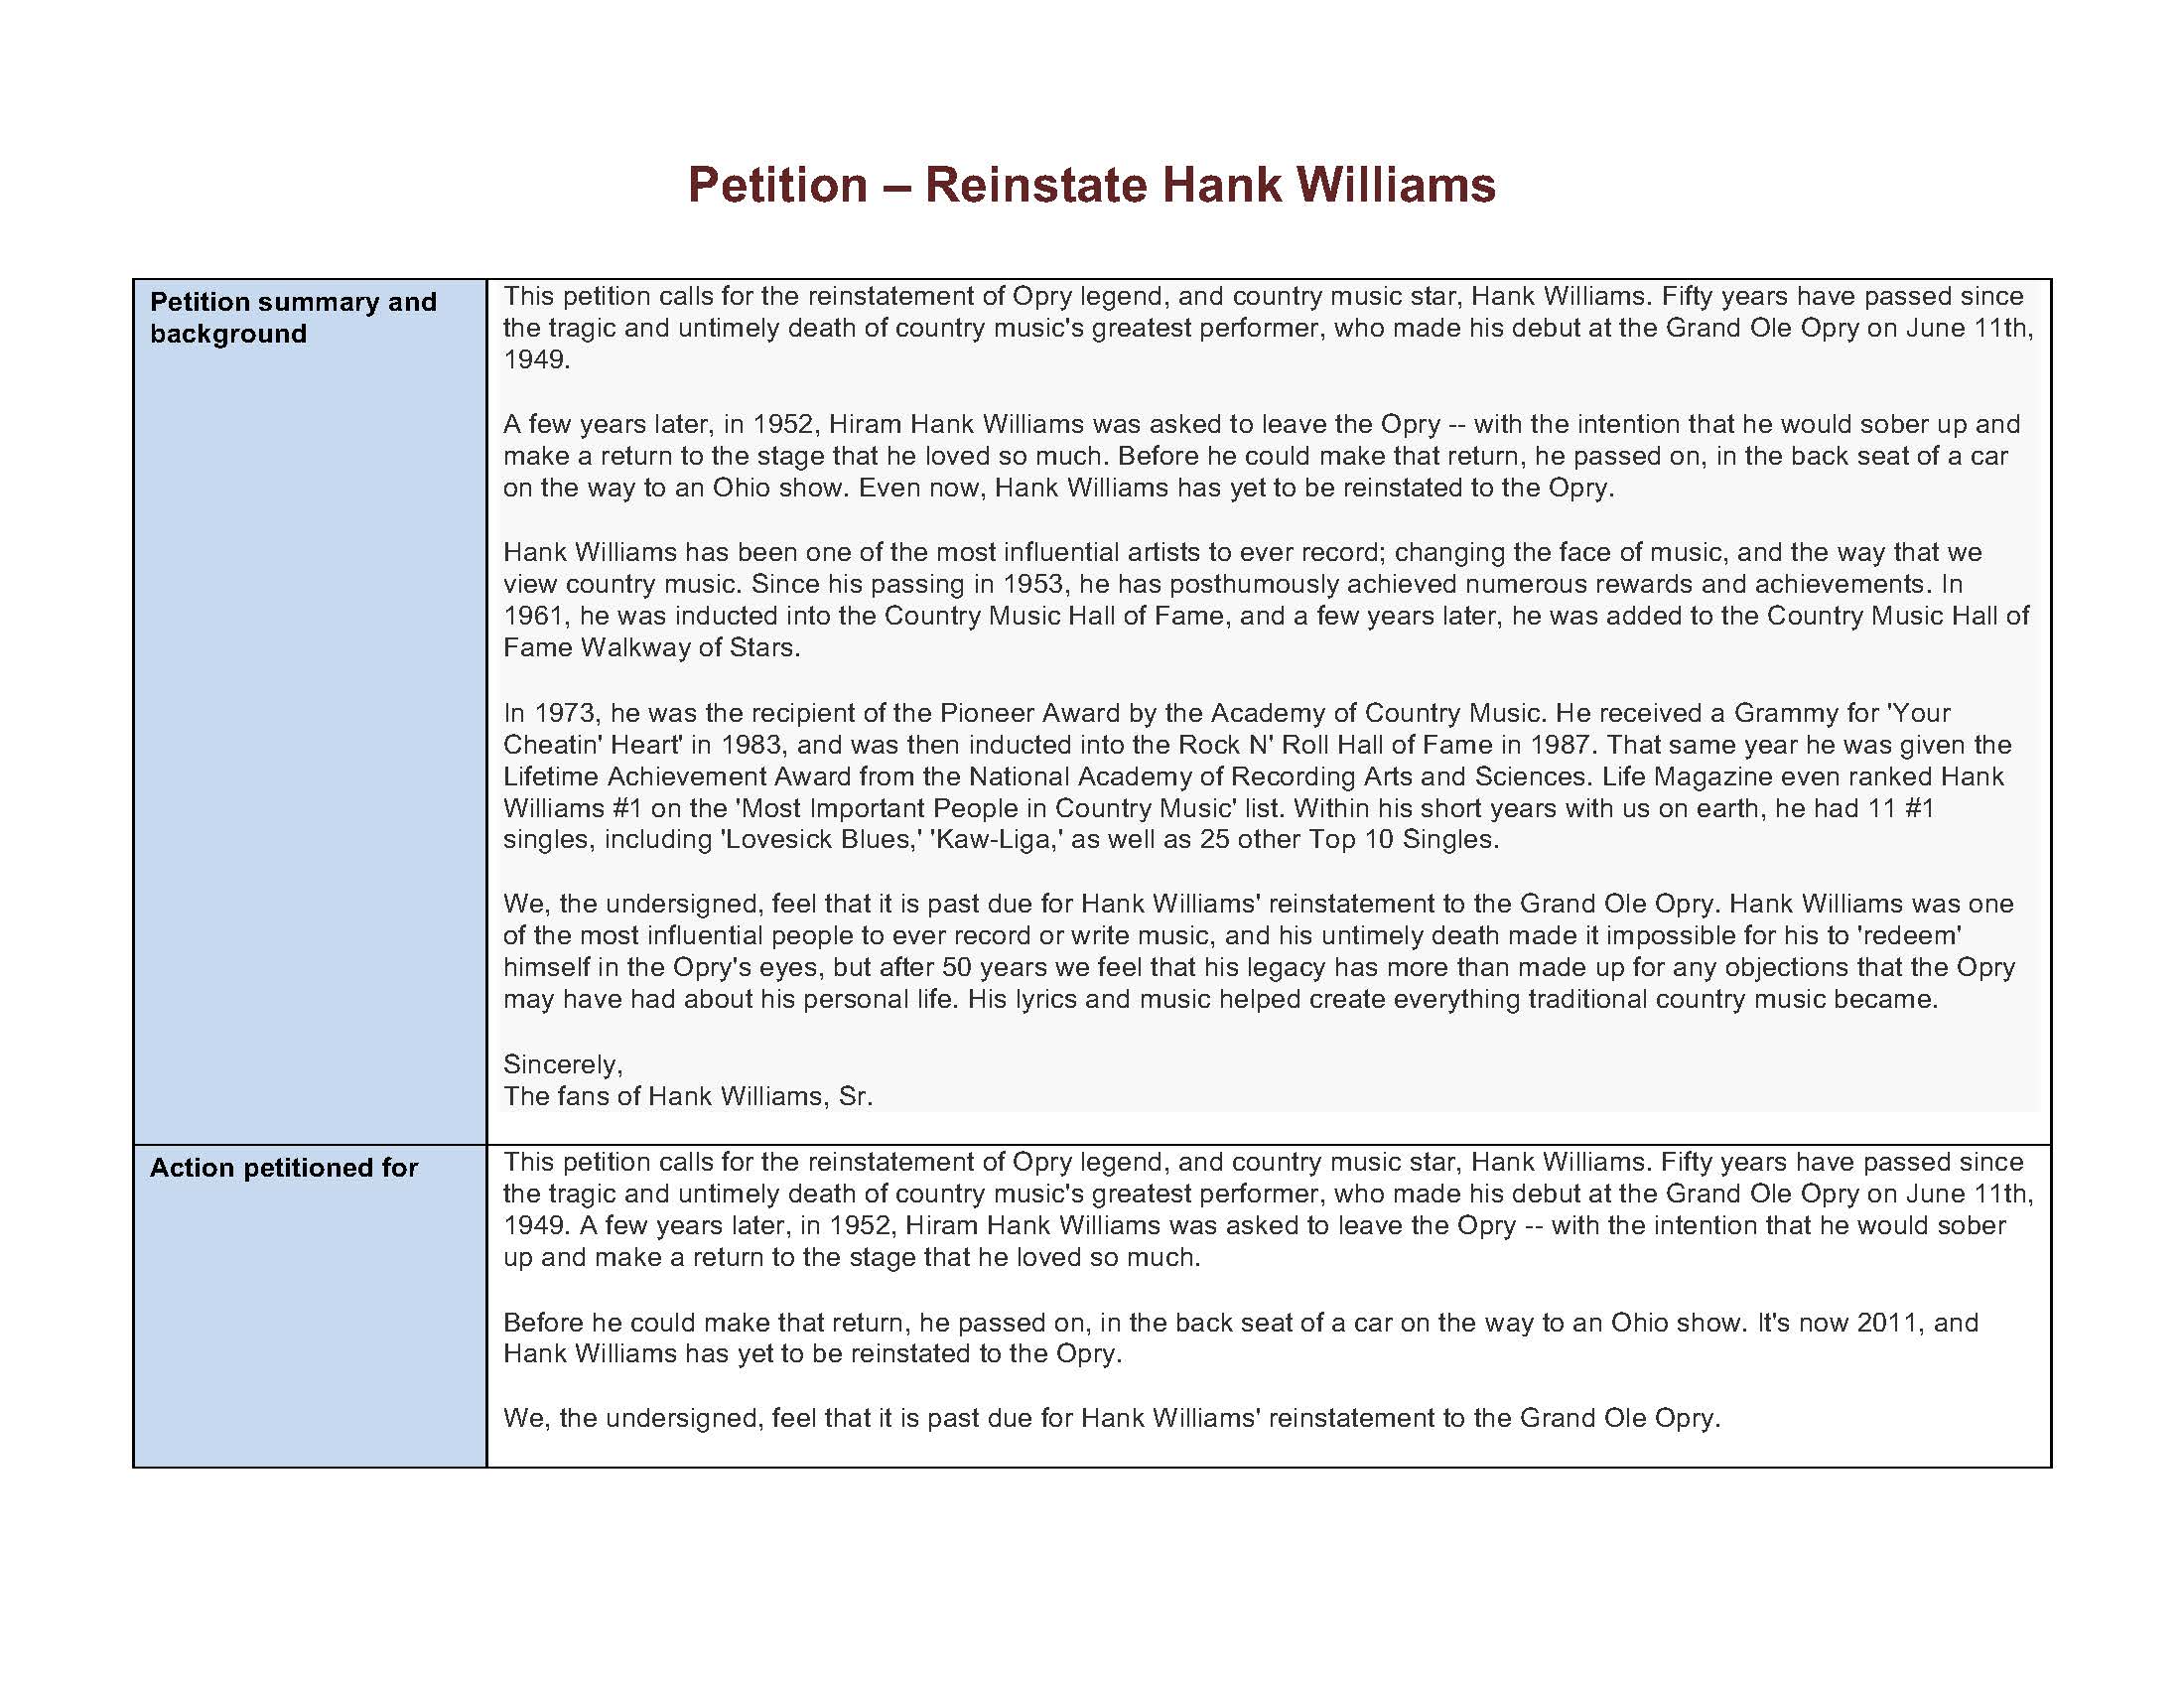 Petition – Reinstate Hank Williams
Petition summary and
background
This petition calls for the reinstatement of Opry legend, and country music star, Hank Williams. Fifty years have passed since
the tragic and untimely death of country music's greatest performer, who made his debut at the Grand Ole Opry on June 11th,
1949.
A few years later, in 1952, Hiram Hank Williams was asked to leave the Opry -- with the intention that he would sober up and
make a return to the stage that he loved so much. Before he could make that return, he passed on, in the back seat of a car
on the way to an Ohio show. Even now, Hank Williams has yet to be reinstated to the Opry.
Hank Williams has been one of the most influential artists to ever record; changing the face of music, and the way that we
view country music. Since his passing in 1953, he has posthumously achieved numerous rewards and achievements. In
1961, he was inducted into the Country Music Hall of Fame, and a few years later, he was added to the Country Music Hall of
Fame Walkway of Stars.
In 1973, he was the recipient of the Pioneer Award by the Academy of Country Music. He received a Grammy for 'Your
Cheatin' Heart' in 1983, and was then inducted into the Rock N' Roll Hall of Fame in 1987. That same year he was given the
Lifetime Achievement Award from the National Academy of Recording Arts and Sciences. Life Magazine even ranked Hank
Williams #1 on the 'Most Important People in Country Music' list. Within his short years with us on earth, he had 11 #1
singles, including 'Lovesick Blues,' 'Kaw-Liga,' as well as 25 other Top 10 Singles.
We, the undersigned, feel that it is past due for Hank Williams' reinstatement to the Grand Ole Opry. Hank Williams was one
of the most influential people to ever record or write music, and his untimely death made it impossible for his to 'redeem'
himself in the Opry's eyes, but after 50 years we feel that his legacy has more than made up for any objections that the Opry
may have had about his personal life. His lyrics and music helped create everything traditional country music became.
Sincerely,
The fans of Hank Williams, Sr.
Action petitioned for
This petition calls for the reinstatement of Opry legend, and country music star, Hank Williams. Fifty years have passed since
the tragic and untimely death of country music's greatest performer, who made his debut at the Grand Ole Opry on June 11th,
1949. A few years later, in 1952, Hiram Hank Williams was asked to leave the Opry -- with the intention that he would sober
up and make a return to the stage that he loved so much.
Before he could make that return, he passed on, in the back seat of a car on the way to an Ohio show. It's now 2011, and
Hank Williams has yet to be reinstated to the Opry.
We, the undersigned, feel that it is past due for Hank Williams' reinstatement to the Grand Ole Opry.